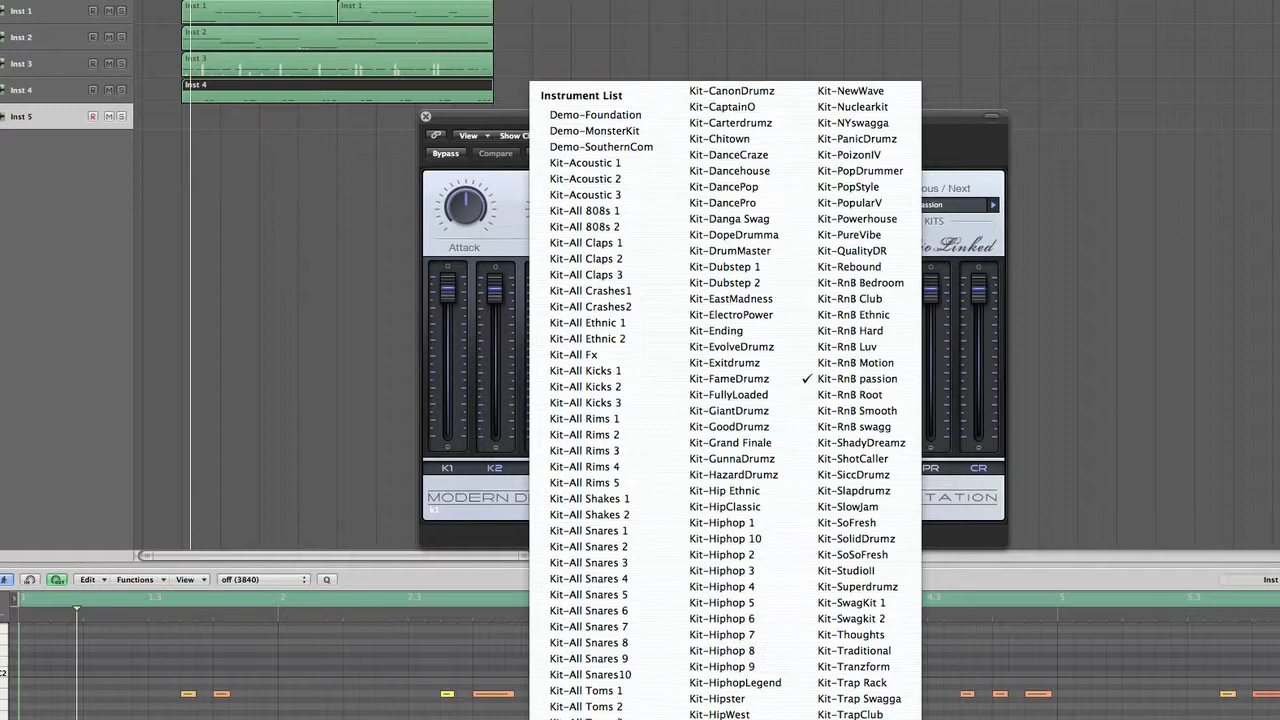 Inst 1
R M S
Inst 1
Inst 1
Inst 2
R M S
Inst 2
Inst 3
R M S
Inst 3
Inst 4
R M S
Inst 4
Inst 5
R M S
View
Bypass
Compare
Attack
K1
K2
k1
Instrument List
Demo-Foundation
Demo-MonsterKit
Demo-SouthernCom
Kit-Acoustic 1
Kit-Acoustic 2
Kit-Acoustic 3
Kit-All 808s 1
Kit-All 808s 2
Kit-All Claps 1
Kit-All Claps 2
Kit-All Claps 3
Kit-All Crashes1
Kit-All Crashes2
Kit-All Ethnic 1
Kit-All Ethnic 2
Kit-All Fx
Kit-All Kicks 1
Kit-All Kicks 2
Kit-All Kicks 3
Kit-All Rims 1
Kit-All Rims 2
Kit-All Rims 3
Kit-All Rims 4
Kit-All Rims 5
Kit-All Shakes 1
Kit-All Shakes 2
Kit-All Snares 1
Kit-All Snares 2
Kit-All Snares 3
Kit-All Snares 4
Kit-All Snares 5
Kit-All Snares 6
Kit-All Snares 7
Kit-All Snares 8
Kit-All Snares 9
Kit-All Snares10
Kit-All Toms 1
Kit-All Toms 2
Kit-CanonDrumz
Kit-CaptainO
Kit-Carterdrumz
Kit-Chitown
Kit-DanceCraze
Kit-Dancehouse
Kit-DancePop
Kit-DancePro
Kit-Danga Swag
Kit-DopeDrumma
Kit-DrumMaster
Kit-Dubstep 1
Kit-Dubstep 2
Kit-EastMadness
Kit-ElectroPower
Kit-Ending
Kit-EvolveDrumz
Kit-Exitdrumz
Kit-FameDrumz
Kit-FullyLoaded
Kit-GiantDrumz
Kit-GoodDrumz
Kit-Grand Finale
Kit-GunnaDrumz
Kit-HazardDrumz
Kit-Hip Ethnic
Kit-HipClassic
Kit-Hiphop 1
Kit-Hiphop 10
Kit-Hiphop 2
Kit-Hiphop 3
Kit-Hiphop 4
Kit-Hiphop 5
Kit-Hiphop 6
Kit-Hiphop 7
Kit-Hiphop 8
Kit-Hiphop 9
Kit-HiphopLegend
Kit-Hipster
Kit-HipWest
Kit-NewWave
Kit-Nuclearkit
Kit-NYswagga
Kit-PanicDrumz
Kit-PoizonIV
Kit-PopDrummer
Kit-PopStyle
Kit-PopularV
Kit-Powerhouse
Kit-PureVibe
Kit-QualityDR
Kit-Rebound
Kit-RnB Bedroom
Kit-RnB Club
Kit-RnB Ethnic
Kit-RnB Hard
Kit-RnB Luv
Kit-RnB Motion
✓ Kit-RnB passion
Kit-RnB Root
Kit-RnB Smooth
Kit-RnB swagg
Kit-ShadyDreamz
Kit-ShotCaller
Kit-SiccDrumz
Kit-Slapdrumz
Kit-SlowJam
Kit-SoFresh
Kit-SolidDrumz
Kit-SoSoFresh
Kit-StudioII
Kit-Superdrumz
Kit-SwagKit 1
Kit-Swagkit 2
Kit-Thoughts
Kit-Traditional
Kit-Tranzform
Kit-Trap Rack
Kit-Trap Swagga
Kit-TrapClub
/ Next
KITS
Linked
CR
Edit
Functions
View
off (3840)
Q
Inst
1
1.3
2
2.3
4.3
5
5.3
C2